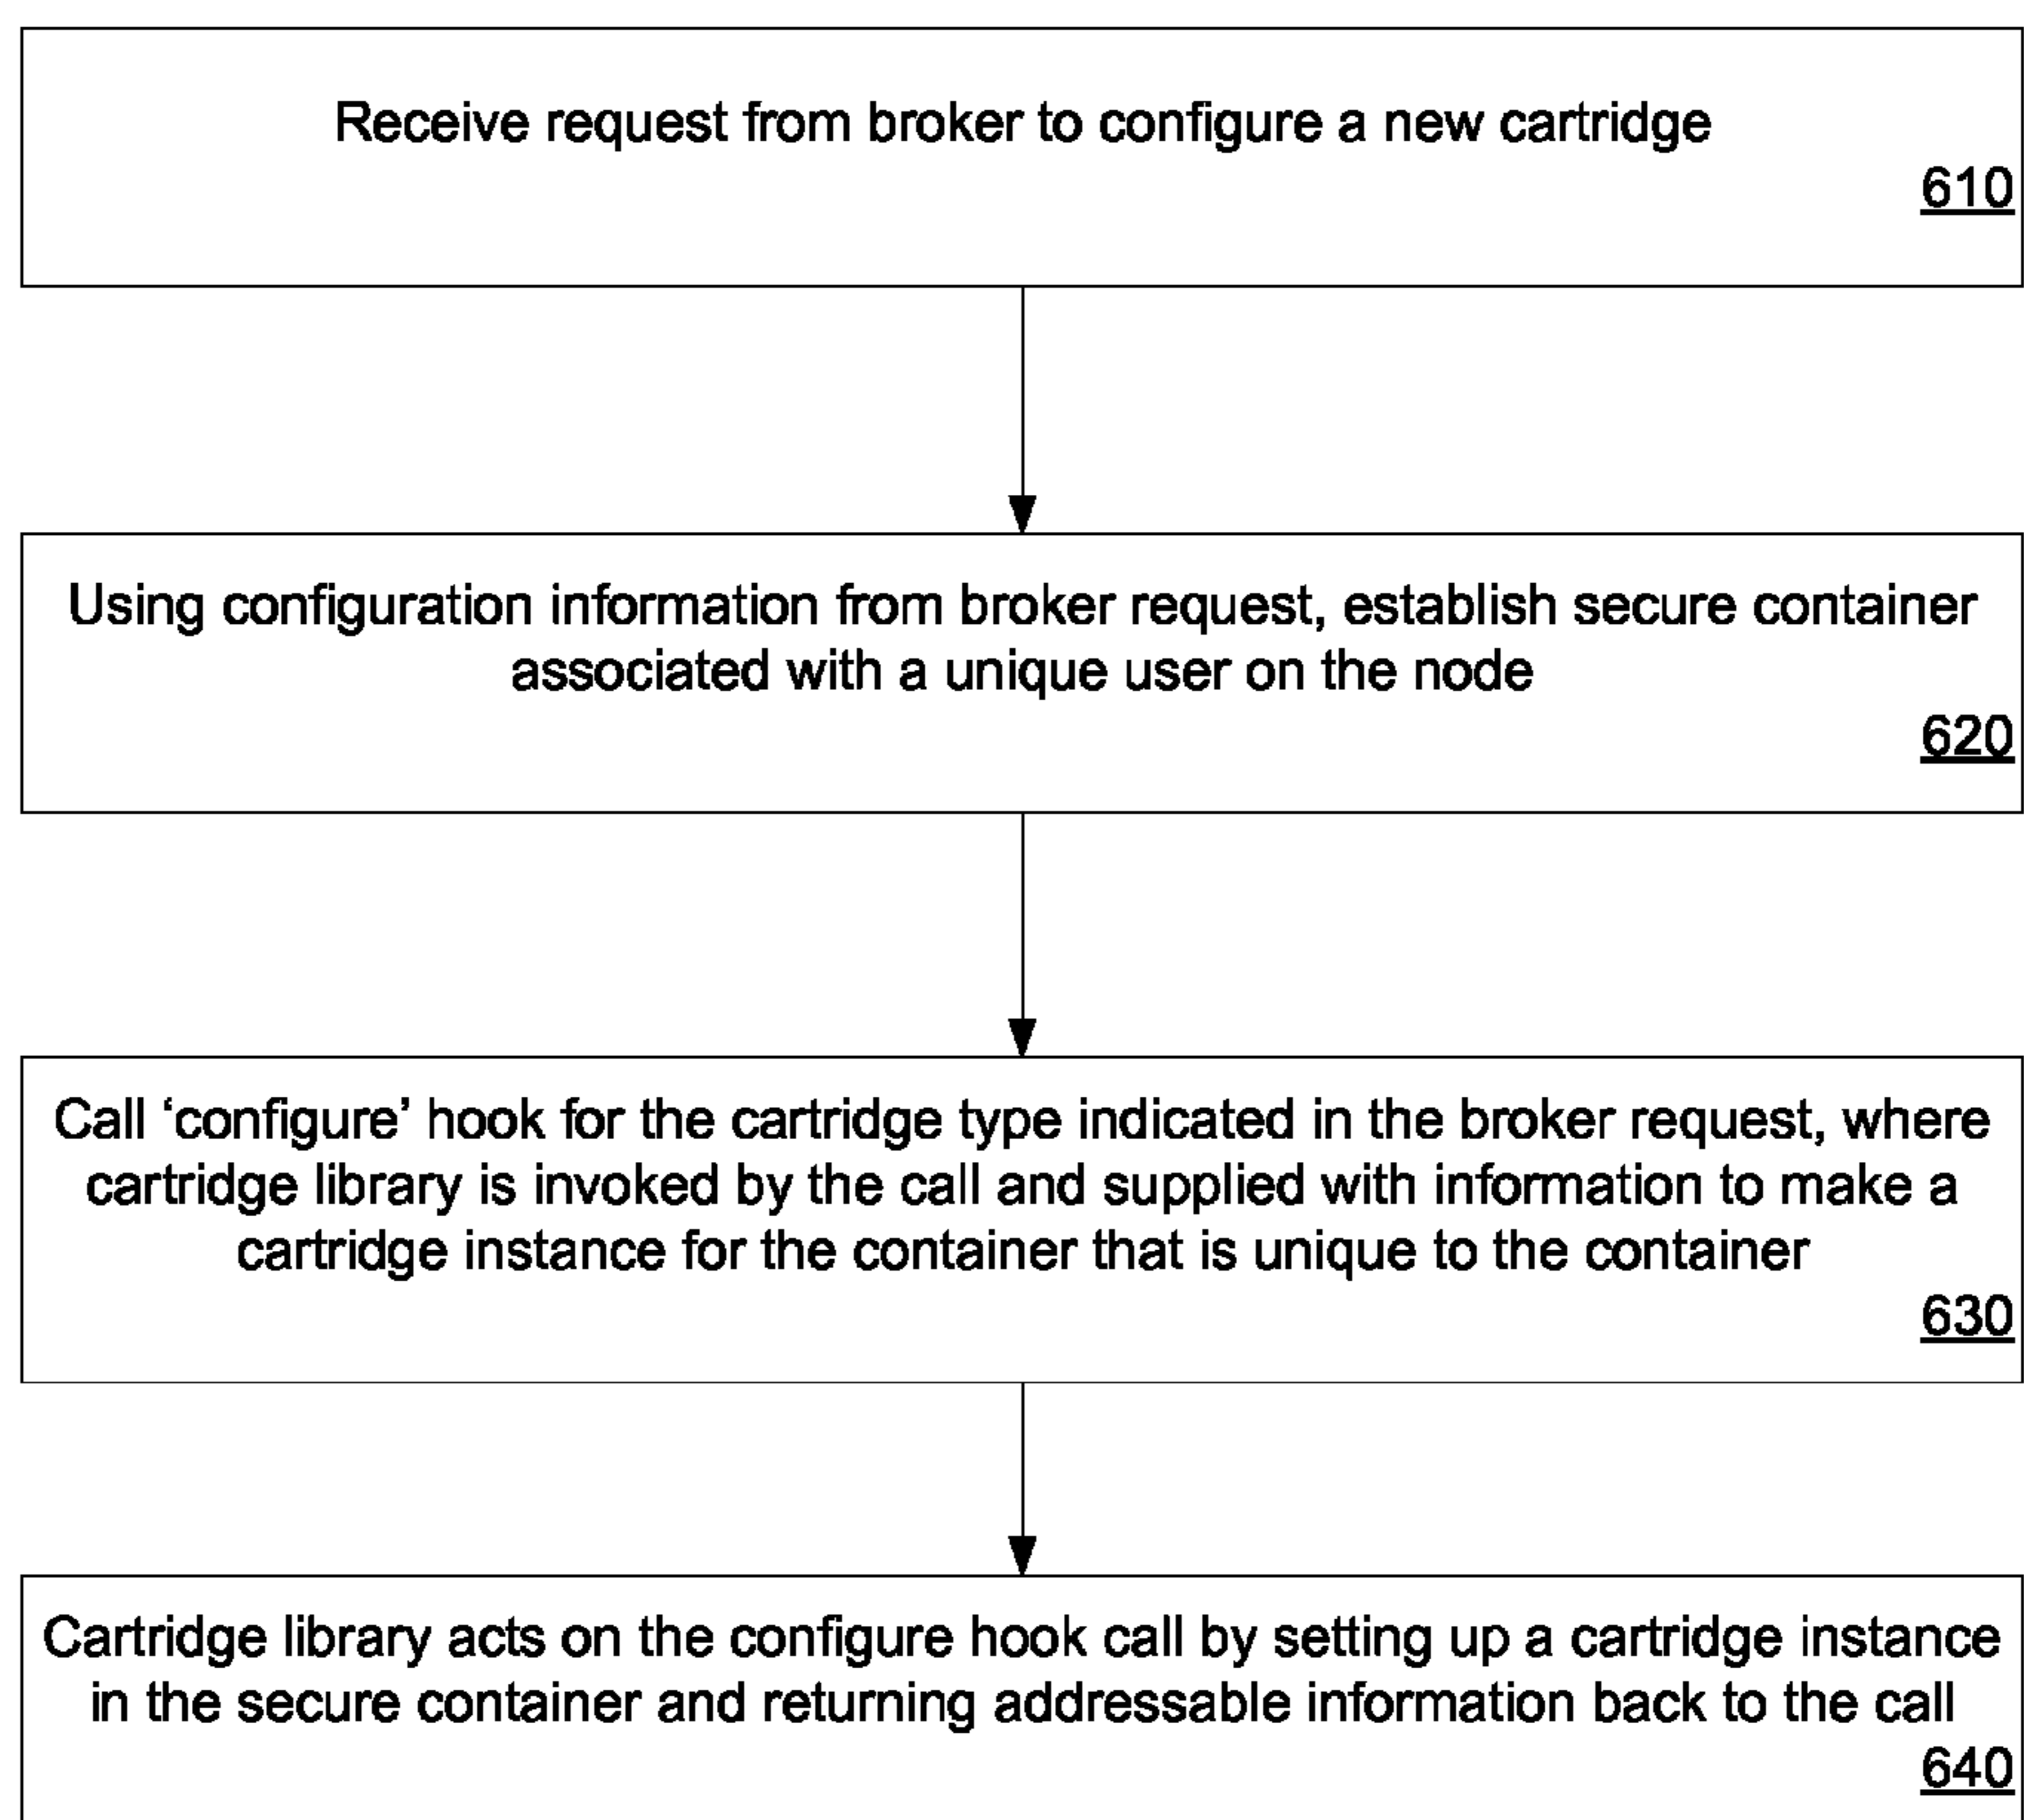 Receive request from broker to configure a new cartridge
610
Using configuration information from broker request, establish secure container
associated with a unique user on the node
620
Call ‘configure’ hook for the cartridge type indicated in the broker request, where
cartridge library is invoked by the call and supplied with information to make a
cartridge instance for the container that is unique to the container
630
Cartridge library acts on the configure hook call by setting up a cartridge instance
in the secure container and returning addressable information back to the call
640